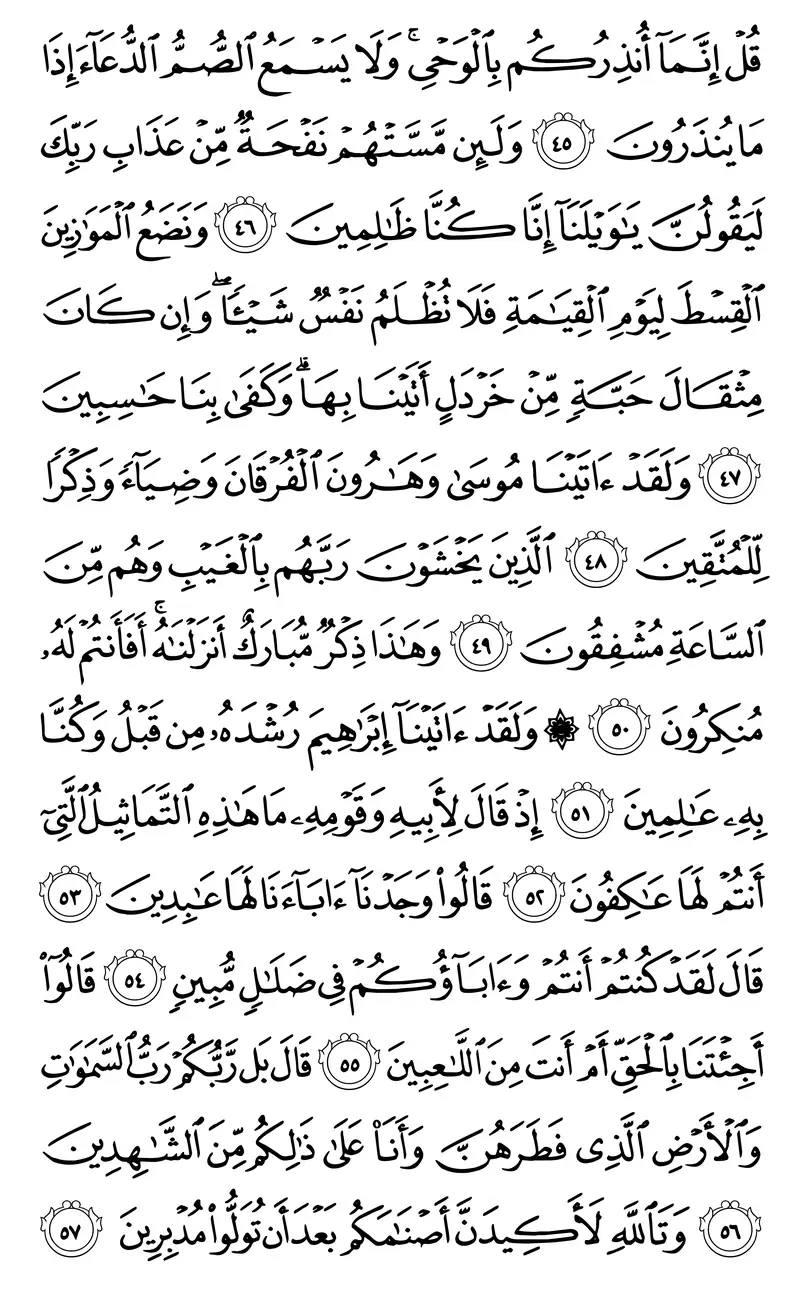 قُلْ إِنَّمَآ أُنذِرُكُم بِٱلْوَحْىِ ۚ وَلَا يَسْمَعُ ٱلصُّمُّ ٱلدُّعَآءَ إِذَا
مَا يُنذَرُونَ ٤٥ وَلَئِن مَّسَّتْهُمْ نَفْحَةٌ مِّنْ عَذَابِ رَبِّكَ
لَيَقُولُنَّ يَٰوَيْلَنَآ إِنَّا كُنَّا ظَٰلِمِينَ ٤٦ وَنَضَعُ ٱلْمَوَٰزِينَ
ٱلْقِسْطَ لِيَوْمِ ٱلْقِيَٰمَةِ فَلَا تُظْلَمُ نَفْسٌ شَيْـًٔا ۖ وَإِن كَانَ
مِثْقَالَ حَبَّةٍ مِّنْ خَرْدَلٍ أَتَيْنَا بِهَا ۗ وَكَفَىٰ بِنَا حَٰسِبِينَ
٤٧ وَلَقَدْ ءَاتَيْنَا مُوسَىٰ وَهَٰرُونَ ٱلْفُرْقَانَ وَضِيَآءً وَذِكْرًا
لِّلْمُتَّقِينَ ٤٨ ٱلَّذِينَ يَخْشَوْنَ رَبَّهُم بِٱلْغَيْبِ وَهُم مِّنَ
ٱلسَّاعَةِ مُشْفِقُونَ ٤٩ وَهَٰذَا ذِكْرٌ مُّبَارَكٌ أَنزَلْنَٰهُ ۚ أَفَأَنتُمْ لَهُۥ
مُنكِرُونَ ٥٠ ۞ وَلَقَدْ ءَاتَيْنَآ إِبْرَٰهِيمَ رُشْدَهُۥ مِن قَبْلُ وَكُنَّا
بِهِۦ عَٰلِمِينَ ٥١ إِذْ قَالَ لِأَبِيهِ وَقَوْمِهِۦ مَا هَٰذِهِ ٱلتَّمَاثِيلُ ٱلَّتِىٓ
أَنتُمْ لَهَا عَٰكِفُونَ ٥٢ قَالُوا۟ وَجَدْنَآ ءَابَآءَنَا لَهَا عَٰبِدِينَ ٥٣
قَالَ لَقَدْ كُنتُمْ أَنتُمْ وَءَابَآؤُكُمْ فِى ضَلَٰلٍ مُّبِينٍ ٥٤ قَالُوٓا۟
أَجِئْتَنَا بِٱلْحَقِّ أَمْ أَنتَ مِنَ ٱللَّٰعِبِينَ ٥٥ قَالَ بَل رَّبُّكُمْ رَبُّ ٱلسَّمَٰوَٰتِ
وَٱلْأَرْضِ ٱلَّذِى فَطَرَهُنَّ وَأَنَا۠ عَلَىٰ ذَٰلِكُم مِّنَ ٱلشَّٰهِدِينَ
٥٦ وَتَٱللَّهِ لَأَكِيدَنَّ أَصْنَٰمَكُم بَعْدَ أَن تُوَلُّوا۟ مُدْبِرِينَ ٥٧